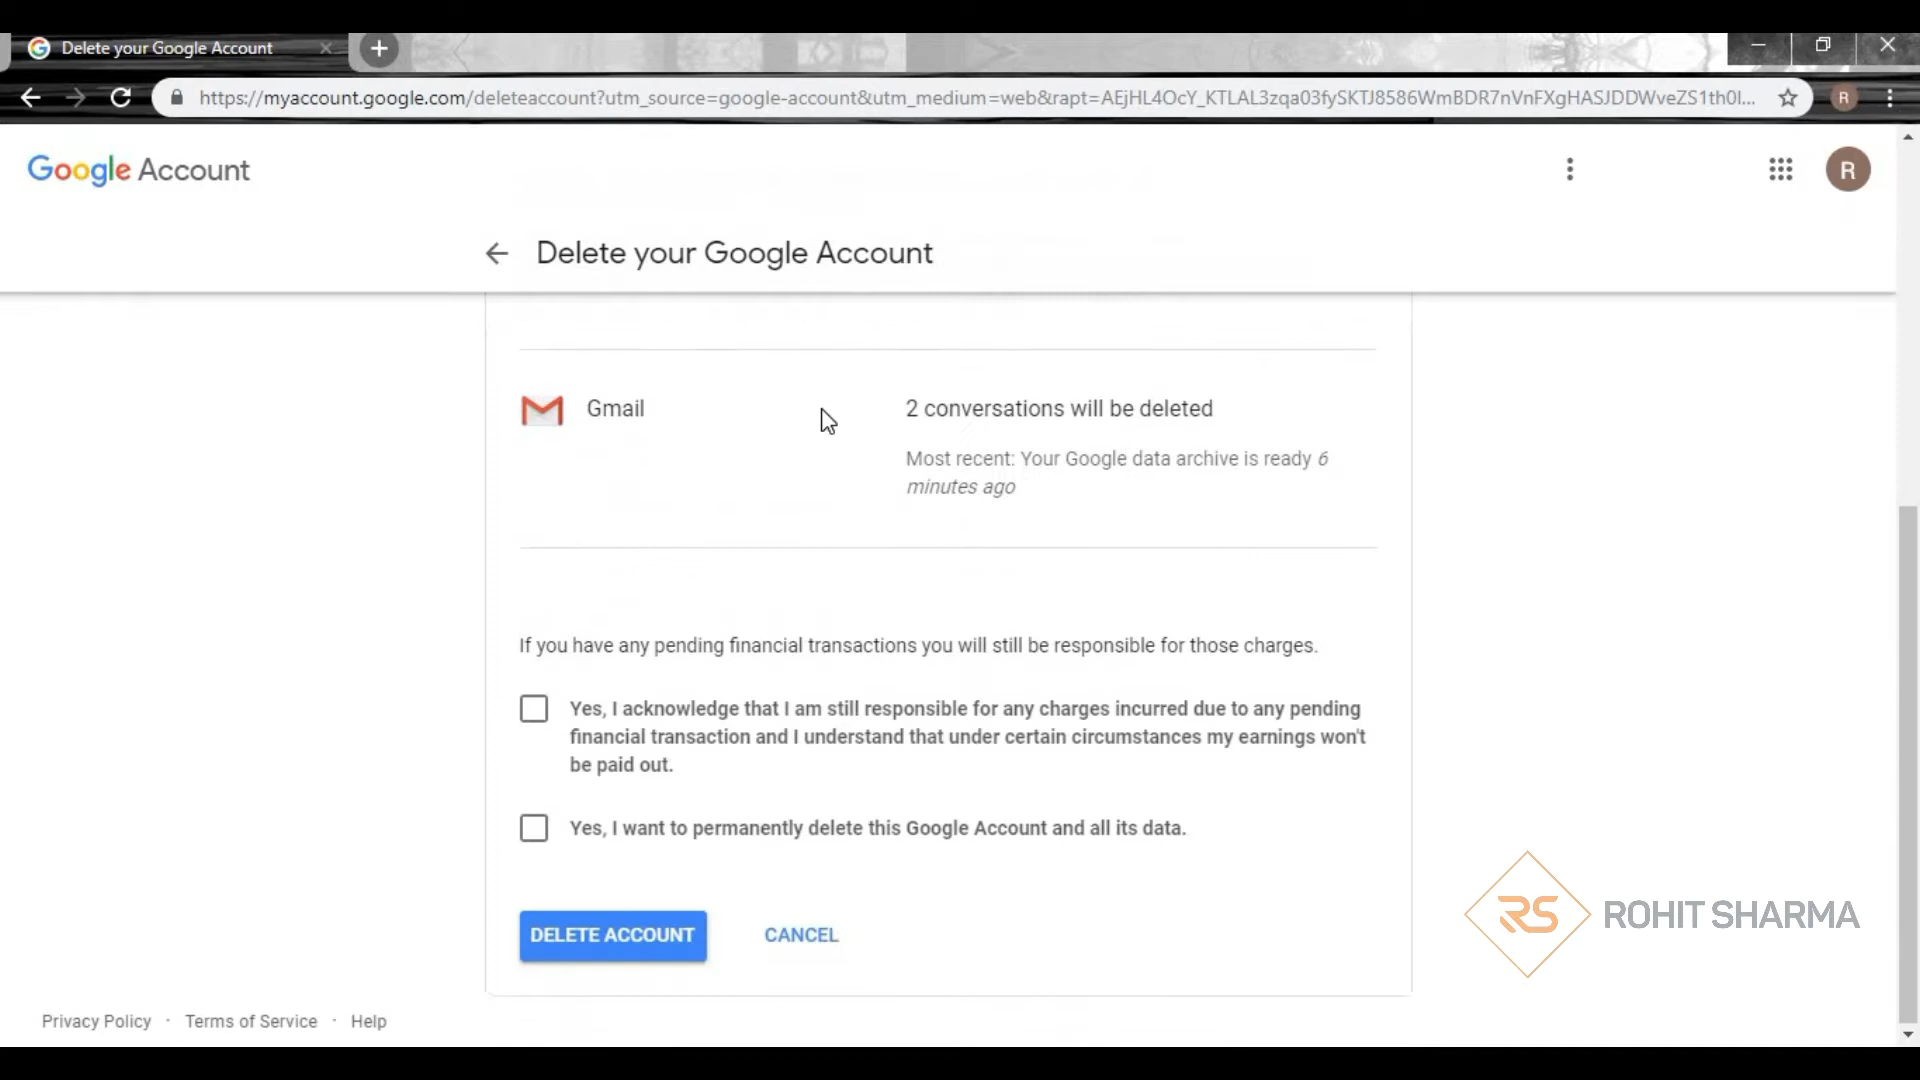 Delete your Google Account
https://myaccount.google.com/deleteaccount?utm_source=google-account&utm_medium=web&rapt=AEjHL4OcY_KTLAL3zqa03fySKTJ8586WmBDR7nVnFXgHASJDDWveZS1th0I...
R
Google Account
R
Delete your Google Account
Gmail
2 conversations will be deleted
Most recent: Your Google data archive is ready 6
minutes ago
If you have any pending financial transactions you will still be responsible for those charges.
Yes, I acknowledge that I am still responsible for any charges incurred due to any pending
financial transaction and I understand that under certain circumstances my earnings won't
be paid out.
Yes, I want to permanently delete this Google Account and all its data.
DELETE ACCOUNT
CANCEL
RS ROHIT SHARMA
Privacy Policy · Terms of Service · Help